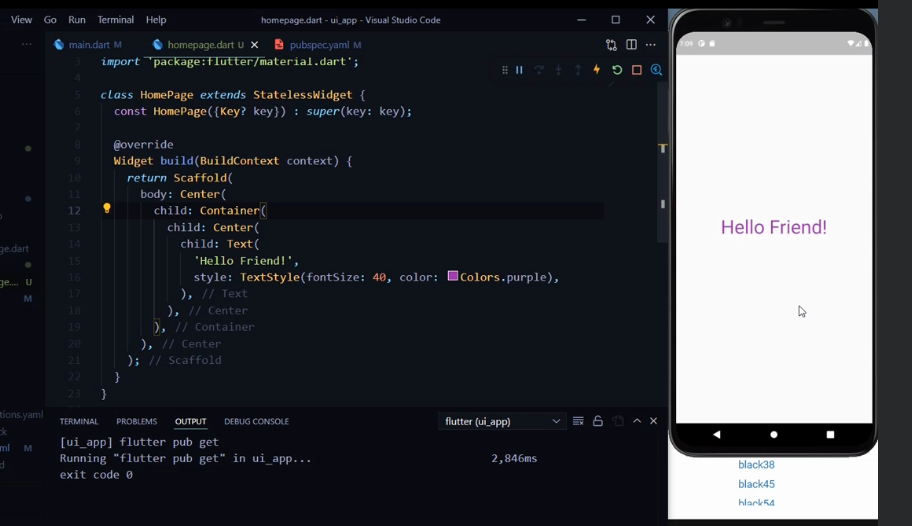 View Go Run Terminal Help
homepage.dart - ui_app - Visual Studio Code
main.dart M
homepage.dart U
pubspec.yaml M
3 import 'package:flutter/material.dart';
4
5 class HomePage extends StatelessWidget {
6 const HomePage({Key? key}) : super(key: key);
7
8 @override
9 Widget build(BuildContext context) {
10 return Scaffold(
11 body: Center(
12 child: Container(
13 child: Center(
14 child: Text(
15 'Hello Friend!',
16 style: TextStyle(fontSize: 40, color: Colors.purple),
17 ), // Text
18 ), // Center
19 ), // Container
20 ), // Center
21 ); // Scaffold
22 }
23 }
ge.dart
ge.... U
M
tions.yaml
ck
ml M
d
TERMINAL PROBLEMS OUTPUT DEBUG CONSOLE
flutter (ui_app)
[ui_app] flutter pub get
Running "flutter pub get" in ui_app... 2,846ms
exit code 0
Hello Friend!
black38
black45
black54